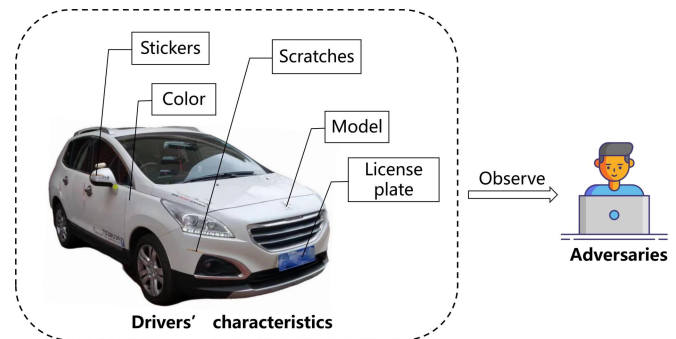 Stickers
Scratches
Color
Model
License
plate
Observe
Adversaries
Drivers' characteristics